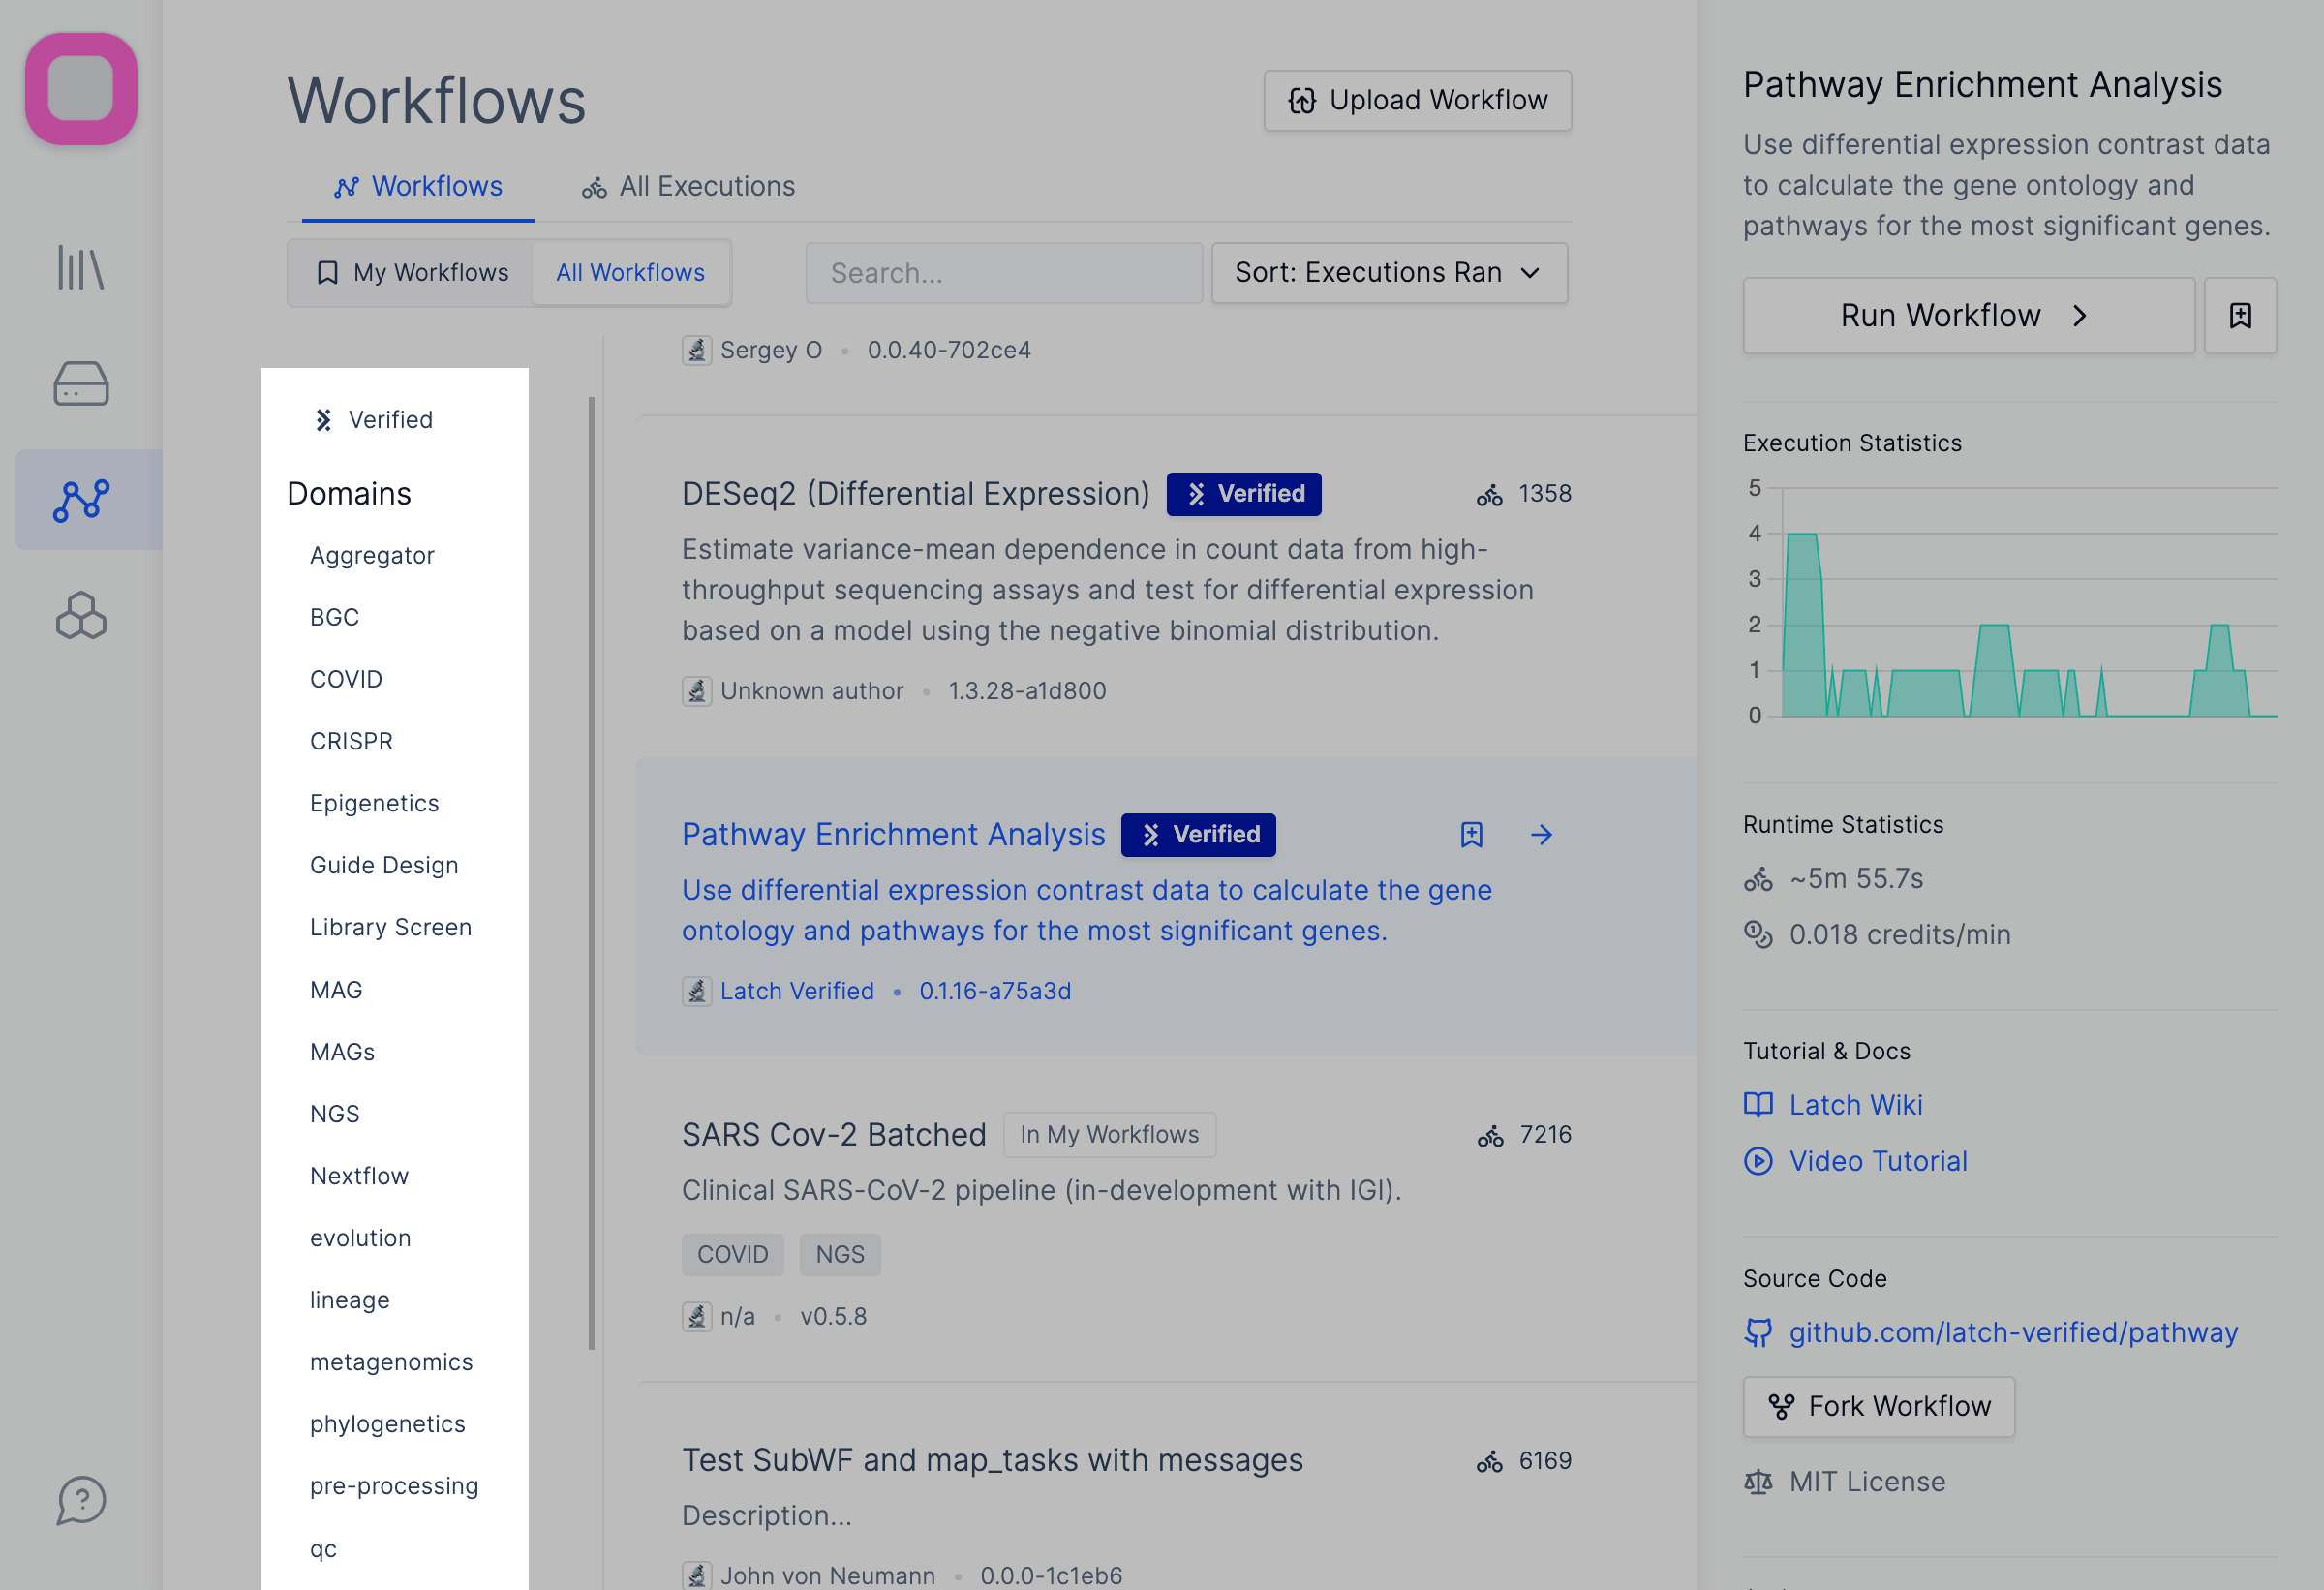 Workflows
Upload Workflow
Workflows
All Executions
My Workflows
All Workflows
Search...
Sort: Executions Ran
Verified
Domains
Aggregator
BGC
COVID
CRISPR
Epigenetics
Guide Design
Library Screen
MAG
MAGs
NGS
Nextflow
evolution
lineage
metagenomics
phylogenetics
pre-processing
qc
Sergey O • 0.0.40-702ce4
DESeq2 (Differential Expression)
Verified
1358
Estimate variance-mean dependence in count data from high-
throughput sequencing assays and test for differential expression
based on a model using the negative binomial distribution.
Unknown author • 1.3.28-a1d800
Pathway Enrichment Analysis
Verified
Use differential expression contrast data to calculate the gene
ontology and pathways for the most significant genes.
Latch Verified • 0.1.16-a75a3d
SARS Cov-2 Batched
In My Workflows
7216
Clinical SARS-CoV-2 pipeline (in-development with IGI).
COVID
NGS
n/a • v0.5.8
Test SubWF and map_tasks with messages
6169
Description...
John von Neumann • 0.0.0-1c1eb6
Pathway Enrichment Analysis
Use differential expression contrast data
to calculate the gene ontology and
pathways for the most significant genes.
Run Workflow
Execution Statistics
5
4
3
2
1
0
Runtime Statistics
~5m 55.7s
0.018 credits/min
Tutorial & Docs
Latch Wiki
Video Tutorial
Source Code
github.com/latch-verified/pathway
Fork Workflow
MIT License